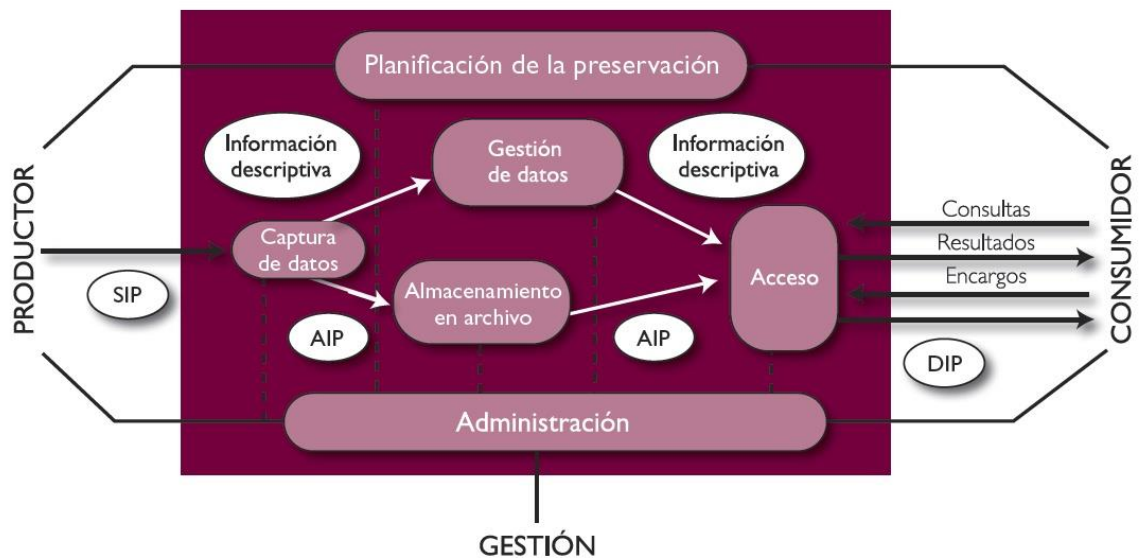 Planificación de la preservación
Información
descriptiva
Gestión
de datos
Información
descriptiva
PRODUCTOR
SIP
Captura
de datos
Almacenamiento
en archivo
AIP
AIP
Acceso
Consultas
Resultados
Encargos
DIP
CONSUMIDOR
Administración
GESTIÓN